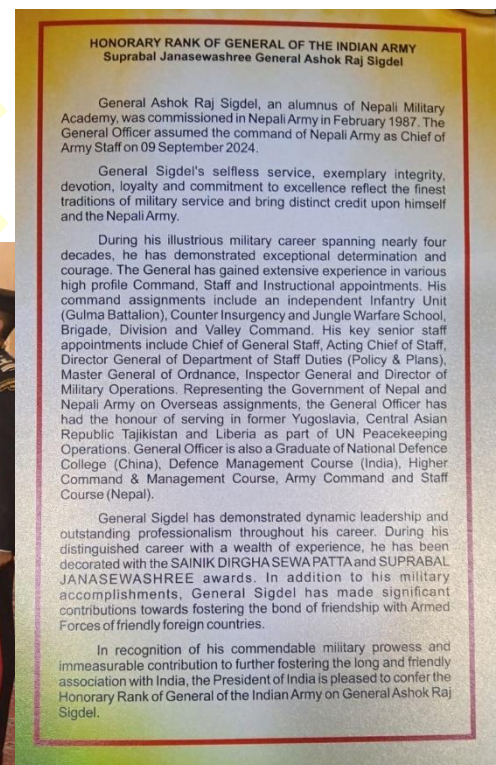 HONORARY RANK OF GENERAL OF THE INDIAN ARMY
Suprabal Janasewashree General Ashok Raj Sigdel
General Ashok Raj Sigdel, an alumnus of Nepali Military
Academy, was commissioned in Nepali Army in February 1987. The
General Officer assumed the command of Nepali Army as Chief of
Army Staff on 09 September 2024.
General Sigdel's selfless service, exemplary integrity,
devotion, loyalty and commitment to excellence reflect the finest
traditions of military service and bring distinct credit upon himself
and the Nepali Army.
During his illustrious military career spanning nearly four
decades, he has demonstrated exceptional determination and
courage. The General has gained extensive experience in various
high profile Command, Staff and Instructional appointments. His
command assignments include an independent Infantry Unit
(Gulma Battalion), Counter Insurgency and Jungle Warfare School,
Brigade, Division and Valley Command. His key senior staff
appointments include Chief of General Staff, Acting Chief of Staff,
Director General of Department of Staff Duties (Policy & Plans),
Master General of Ordnance, Inspector General and Director of
Military Operations. Representing the Government of Nepal and
Nepali Army on Overseas assignments, the General Officer has
had the honour of serving in former Yugoslavia, Central Asian
Republic Tajikistan and Liberia as part of UN Peacekeeping
Operations. General Officer is also a Graduate of National Defence
College (China), Defence Management Course (India), Higher
Command & Management Course, Army Command and Staff
Course (Nepal).
General Sigdel has demonstrated dynamic leadership and
outstanding professionalism throughout his career. During his
distinguished career with a wealth of experience, he has been
decorated with the SAINIK DIRGHA SEWA PATTA and SUPRABAL
JANASEWASHREE awards. In addition to his military
accomplishments, General Sigdel has made significant
contributions towards fostering the bond of friendship with Armed
Forces of friendly foreign countries.
In recognition of his commendable military prowess and
immeasurable contribution to further fostering the long and friendly
association with India, the President of India is pleased to confer the
Honorary Rank of General of the Indian Army on General Ashok Raj
Sigdel.